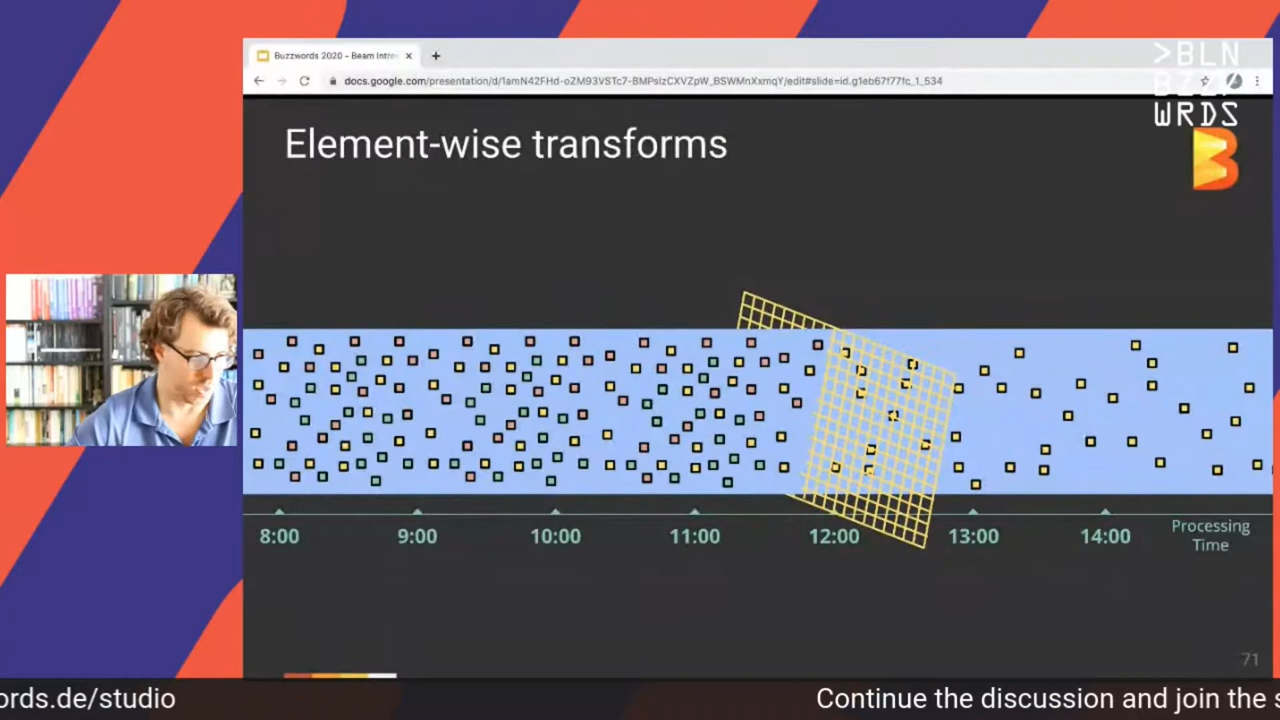 Buzzwords 2020 - Beam Intro
docs.google.com/presentation/d/1amN42FHd-oZM93VSTc7-BMPsIzCXVZpW_BSWMnXxmqY/edit#slide=id.g1eb67f77fc_1_534
>BLN
WRDS
Element-wise transforms
8:00 9:00 10:00 11:00 12:00 13:00 14:00
Processing
Time
71
ords.de/studio Continue the discussion and join the s